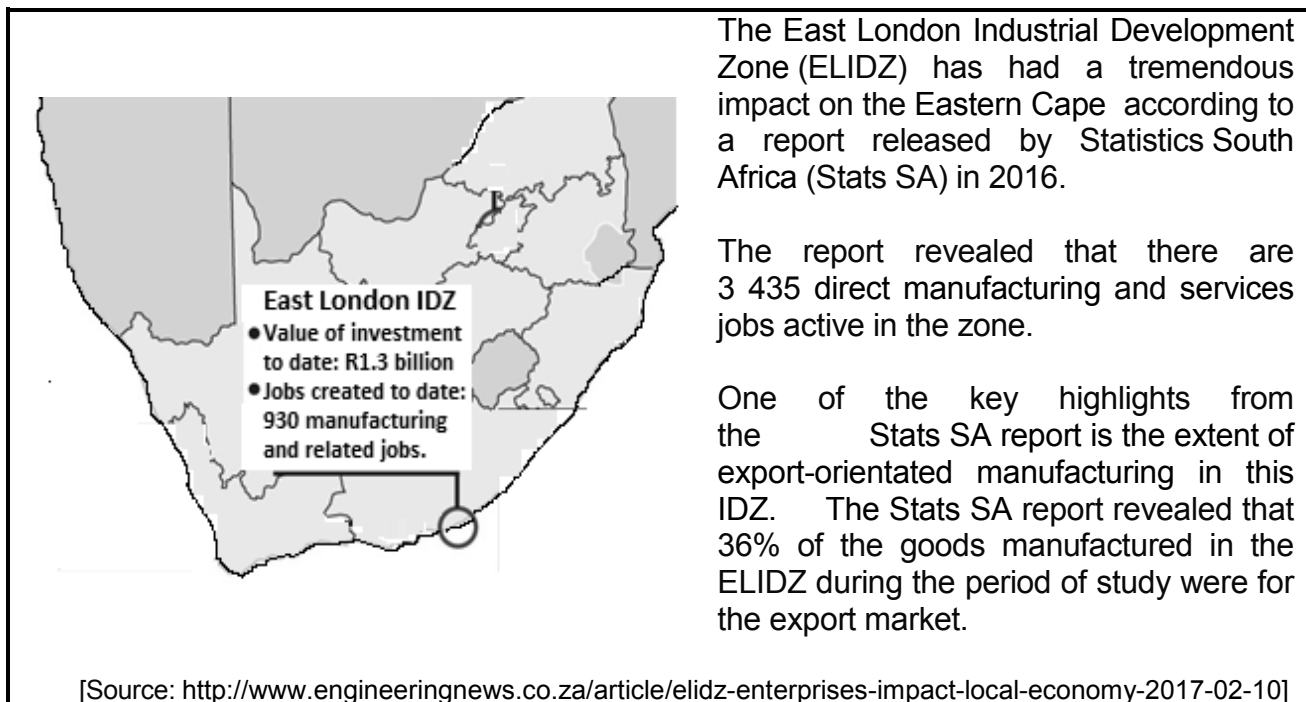 East London IDZ
● Value of investment
to date: R1.3 billion
● Jobs created to date:
930 manufacturing
and related jobs.
The East London Industrial Development
Zone (ELIDZ) has had a tremendous
impact on the Eastern Cape according to
a report released by Statistics South
Africa (Stats SA) in 2016.
The report revealed that there are
3 435 direct manufacturing and services
jobs active in the zone.
One of the key highlights from
the Stats SA report is the extent of
export-orientated manufacturing in this
IDZ. The Stats SA report revealed that
36% of the goods manufactured in the
ELIDZ during the period of study were for
the export market.
[Source: http://www.engineeringnews.co.za/article/elidz-enterprises-impact-local-economy-2017-02-10]